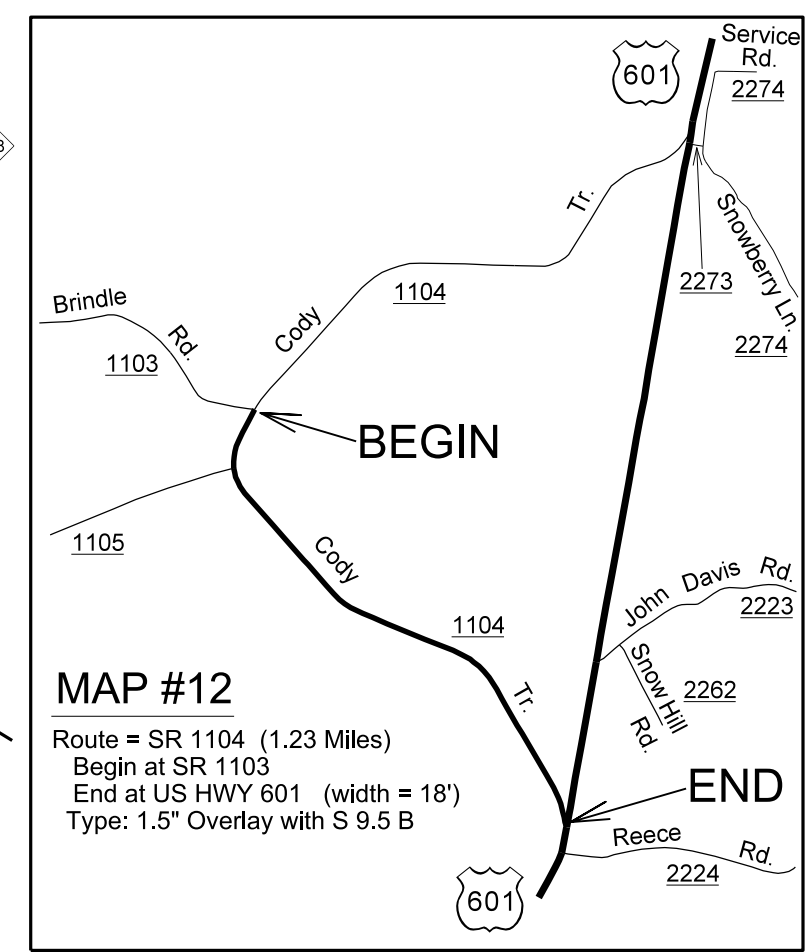 Service
Rd.
2274
601
Tr.
Snowberry Ln.
2273
2274
1104
Cody
Brindle
Rd.
1103
BEGIN
1105
Cody
1104
Tr.
John Davis Rd.
2223
Snow Hill
Rd.
2262
MAP #12
Route = SR 1104 (1.23 Miles)
Begin at SR 1103
End at US HWY 601 (width = 18')
Type: 1.5" Overlay with S 9.5 B
END
Reece
Rd.
2224
601